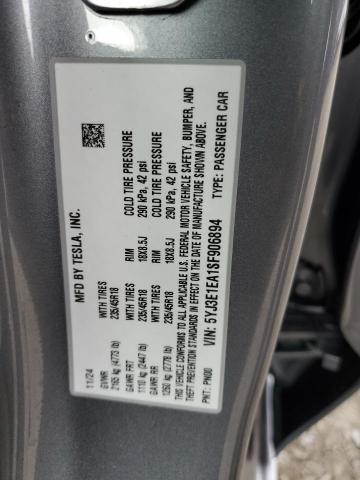 MFD BY TESLA, INC.
11/24
GVWR
2165 kg (4773 lb)
GAWR FRT
1110 kg (2447 lb)
WITH TIRES
235/45R18
RIM
18X8.5J
COLD TIRE PRESSURE
290 kPa, 42 psi
GAWR RR
1260 kg (2778 lb)
WITH TIRES
235/45R18
RIM
18X8.5J
COLD TIRE PRESSURE
290 kPa, 42 psi
THIS VEHICLE CONFORMS TO ALL APPLICABLE U.S. FEDERAL MOTOR VEHICLE SAFETY, BUMPER, AND
THEFT PREVENTION STANDARDS IN EFFECT ON THE DATE OF MANUFACTURE SHOWN ABOVE.
VIN: 5YJ3E1EA1SF906894
TYPE: PASSENGER CAR
PNT: PN00